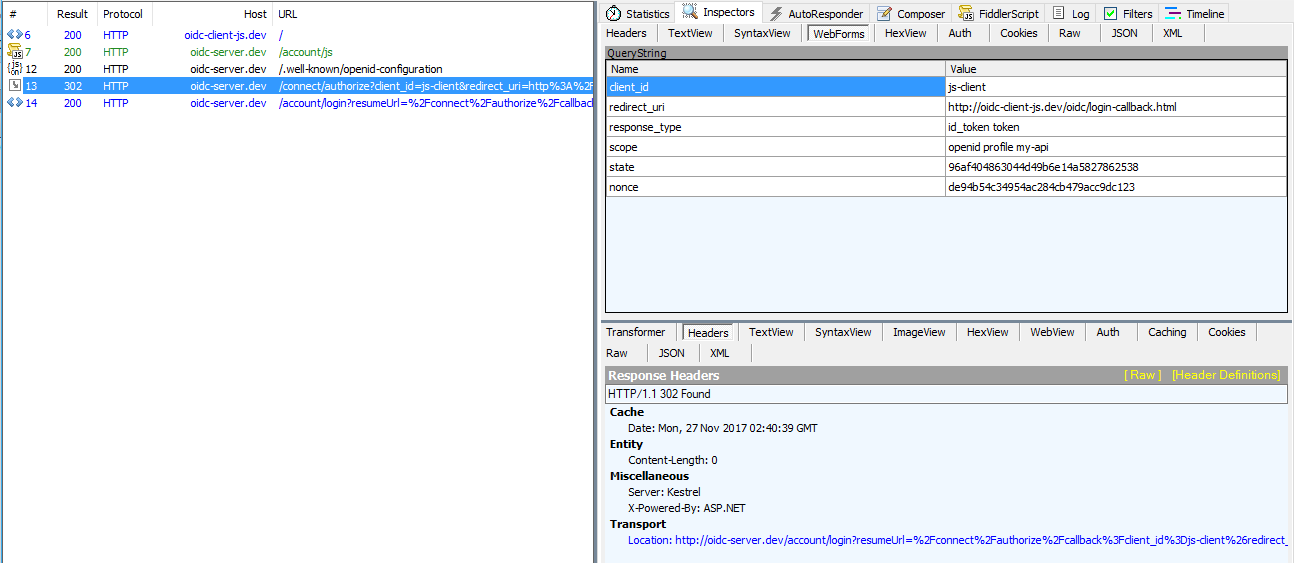 # Result Protocol Host URL
6 200 HTTP oidc-client-js.dev /
7 200 HTTP oidc-server.dev /account/js
12 200 HTTP oidc-server.dev /.well-known/openid-configuration
13 302 HTTP oidc-server.dev /connect/authorize?client_id=js-client&redirect_uri=http%3A%2F
14 200 HTTP oidc-server.dev /account/login?resumeUrl=%2Fconnect%2Fauthorize%2Fcallback
Statistics Inspectors AutoResponder Composer FiddlerScript Log Filters Timeline
Headers TextView SyntaxView WebForms HexView Auth Cookies Raw JSON XML
QueryString
Name Value
client_id js-client
redirect_uri http://oidc-client-js.dev/oidc/login-callback.html
response_type id_token token
scope openid profile my-api
state 96af404863044d49b6e14a5827862538
nonce de94b54c34954ac284cb479acc9dc123
Transformer Headers TextView SyntaxView ImageView HexView WebView Auth Caching Cookies
Raw JSON XML
Response Headers [ Raw ] [Header Definitions]
HTTP/1.1 302 Found
Cache
Date: Mon, 27 Nov 2017 02:40:39 GMT
Entity
Content-Length: 0
Miscellaneous
Server: Kestrel
X-Powered-By: ASP.NET
Transport
Location: http://oidc-server.dev/account/login?resumeUrl=%2Fconnect%2Fauthorize%2Fcallback%3Fclient_id%3Djs-client%26redirect_